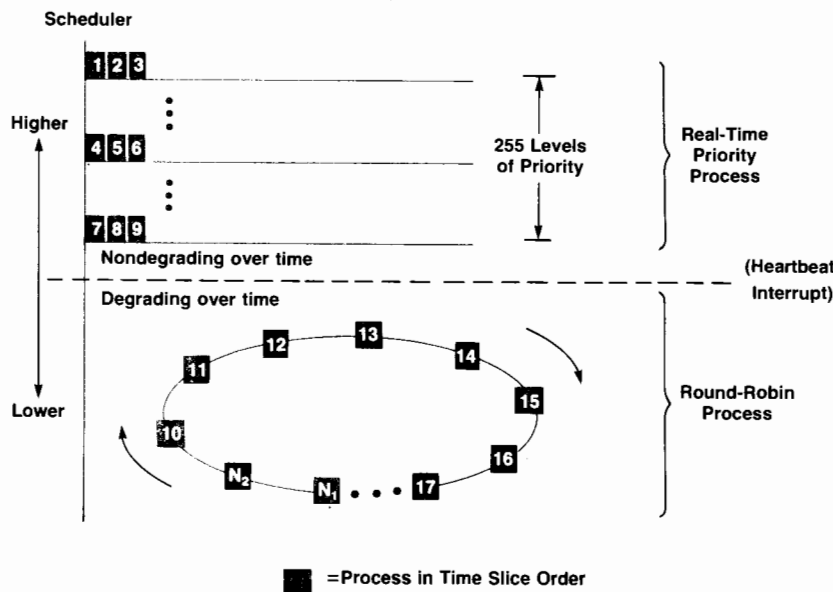 Scheduler
1 2 3
Higher
4 5 6
255 Levels
of Priority
Real-Time
Priority
Process
7 8 9
Nondegrading over time
(Heartbeat
Interrupt)
Degrading over time
13
12
14
11
15
Lower
Round-Robin
Process
10
16
N₂
N₁
17
=Process in Time Slice Order